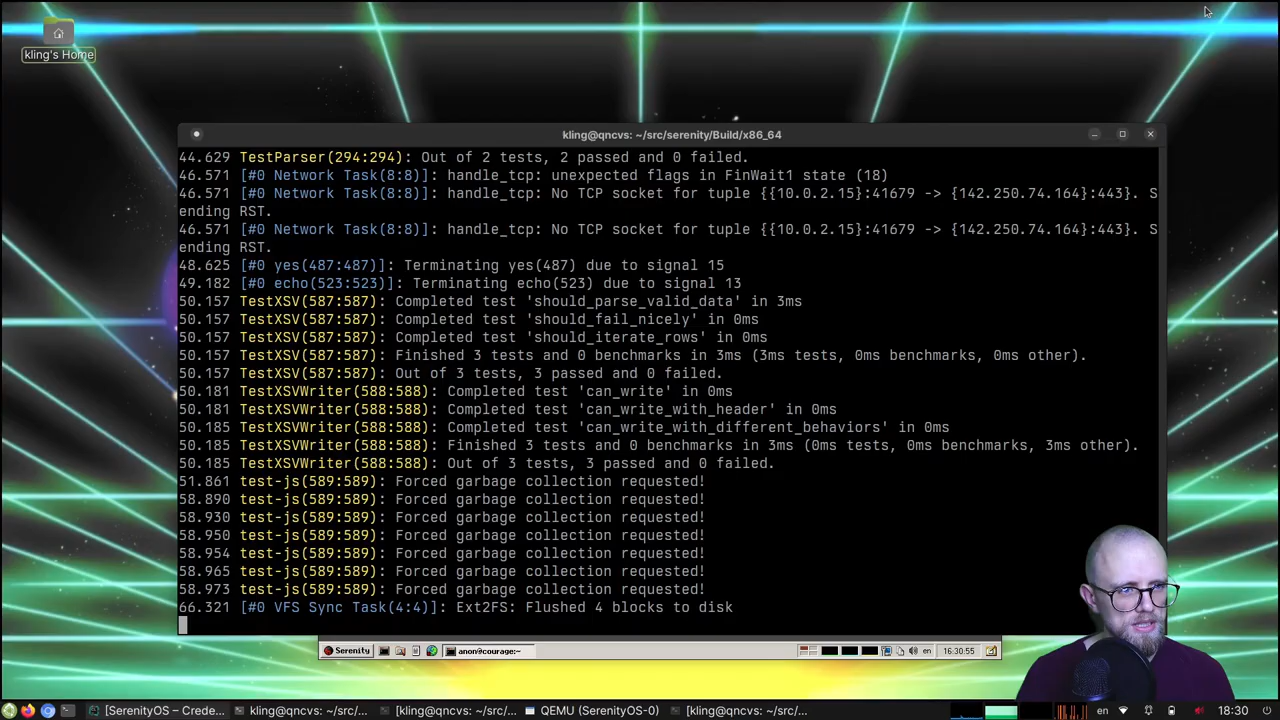 kling's Home
kling@qncvs: ~/src/serenity/Build/x86_64
44.629 TestParser(294:294): Out of 2 tests, 2 passed and 0 failed.
46.571 [#0 Network Task(8:8)]: handle_tcp: unexpected flags in FinWait1 state (18)
46.571 [#0 Network Task(8:8)]: handle_tcp: No TCP socket for tuple {{10.0.2.15}:41679 -> {142.250.74.164}:443}. S
ending RST.
46.571 [#0 Network Task(8:8)]: handle_tcp: No TCP socket for tuple {{10.0.2.15}:41679 -> {142.250.74.164}:443}. S
ending RST.
48.625 [#0 yes(487:487)]: Terminating yes(487) due to signal 15
49.182 [#0 echo(523:523)]: Terminating echo(523) due to signal 13
50.157 TestXSV(587:587): Completed test 'should_parse_valid_data' in 3ms
50.157 TestXSV(587:587): Completed test 'should_fail_nicely' in 0ms
50.157 TestXSV(587:587): Completed test 'should_iterate_rows' in 0ms
50.157 TestXSV(587:587): Finished 3 tests and 0 benchmarks in 3ms (3ms tests, 0ms benchmarks, 0ms other).
50.157 TestXSV(587:587): Out of 3 tests, 3 passed and 0 failed.
50.181 TestXSVWriter(588:588): Completed test 'can_write' in 0ms
50.181 TestXSVWriter(588:588): Completed test 'can_write_with_header' in 0ms
50.185 TestXSVWriter(588:588): Completed test 'can_write_with_different_behaviors' in 0ms
50.185 TestXSVWriter(588:588): Finished 3 tests and 0 benchmarks in 3ms (0ms tests, 0ms benchmarks, 3ms other).
50.185 TestXSVWriter(588:588): Out of 3 tests, 3 passed and 0 failed.
51.861 test-js(589:589): Forced garbage collection requested!
58.890 test-js(589:589): Forced garbage collection requested!
58.930 test-js(589:589): Forced garbage collection requested!
58.950 test-js(589:589): Forced garbage collection requested!
58.954 test-js(589:589): Forced garbage collection requested!
58.965 test-js(589:589): Forced garbage collection requested!
58.973 test-js(589:589): Forced garbage collection requested!
66.321 [#0 VFS Sync Task(4:4)]: Ext2FS: Flushed 4 blocks to disk
Serenity anon@courage:~ en 16:30:55
[SerenityOS – Crede... kling@qncvs: ~/sr... [kling@qncvs: ~/sr... QEMU (SerenityOS-0) [kling@qncvs: ~/sr... en 18:30